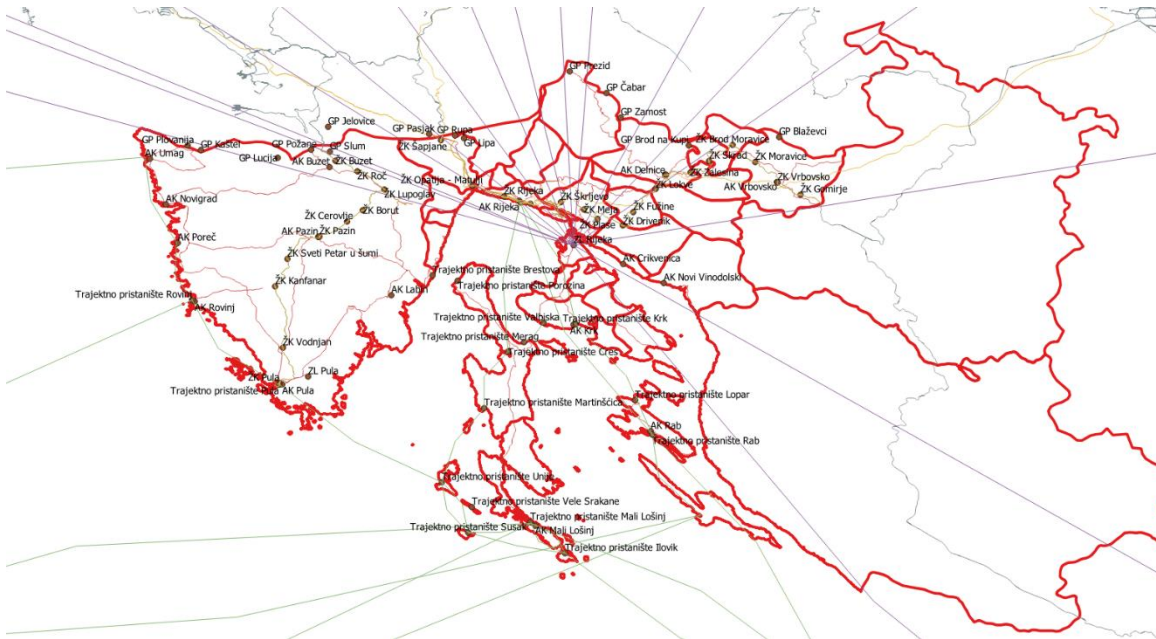 GP Prezid
GP Čabar
GP Zamost
GP Jelovice
GP Pasjak
GP Rupa
GP Lipa
GP Plovanija
GP Kaštel
GP Požane
GP Slum
ŽK Šapjane
GP Brod na Kupi
ŽK Brod Moravice
GP Blaževci
AK Umag
GP Lucija
AK Buzet
ŽK Buzet
ŽK Skrad
ŽK Moravice
ŽK Roč
ŽK Opatija - Matulji
AK Delnice
ŽK Zalesina
ŽK Vrbovsko
AK Vrbovsko
ŽK Gomirje
ŽK Lupoglav
ŽK Rijeka
ŽK Škrljevo
ŽK Lokve
AK Novigrad
AK Rijeka
ŽK Borut
ŽK Meja
ŽK Fužine
ŽK Cerovlje
ŽK Plase
ŽK Drivenik
AK Pazin
ŽK Pazin
AK Poreč
ZL Rijeka
ŽK Sveti Petar u šumi
AK Crikvenica
Trajektno pristanište Brestova
AK Novi Vinodolski
ŽK Kanfanar
Trajektno pristanište Porozina
Trajektno pristanište Rovinj
AK Labin
AK Rovinj
Trajektno pristanište Valbiska
Trajektno pristanište Krk
AK Krk
Trajektno pristanište Merag
ŽK Vodnjan
Trajektno pristanište Cres
ŽK Pula
ZL Pula
Trajektno pristanište Pula
AK Pula
Trajektno pristanište Martinšćica
Trajektno pristanište Lopar
AK Rab
Trajektno pristanište Rab
Trajektno pristanište Unije
Trajektno pristanište Vele Srakane
Trajektno pristanište Mali Lošinj
Trajektno pristanište Susak
AK Mali Lošinj
Trajektno pristanište Ilovik